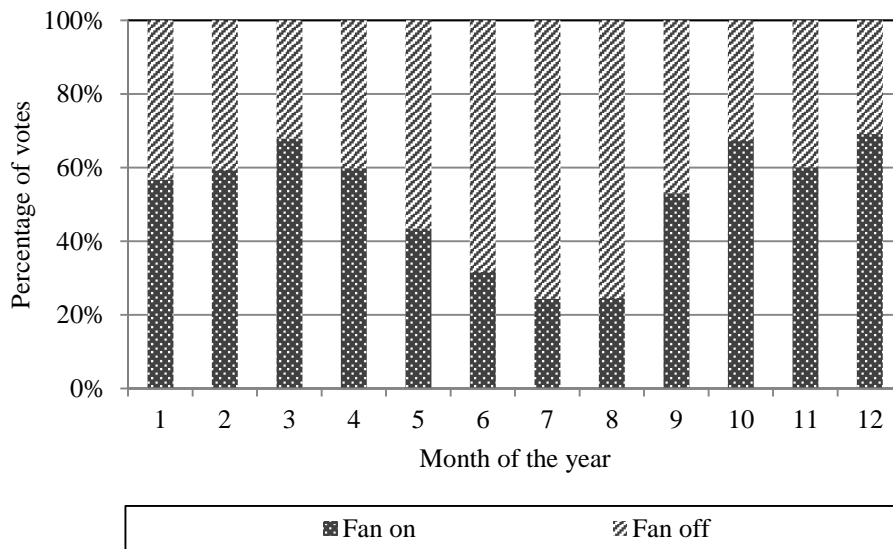 100%
80%
60%
40%
20%
0%
Percentage of votes
1 2 3 4 5 6 7 8 9 10 11 12
Month of the year
Fan on Fan off